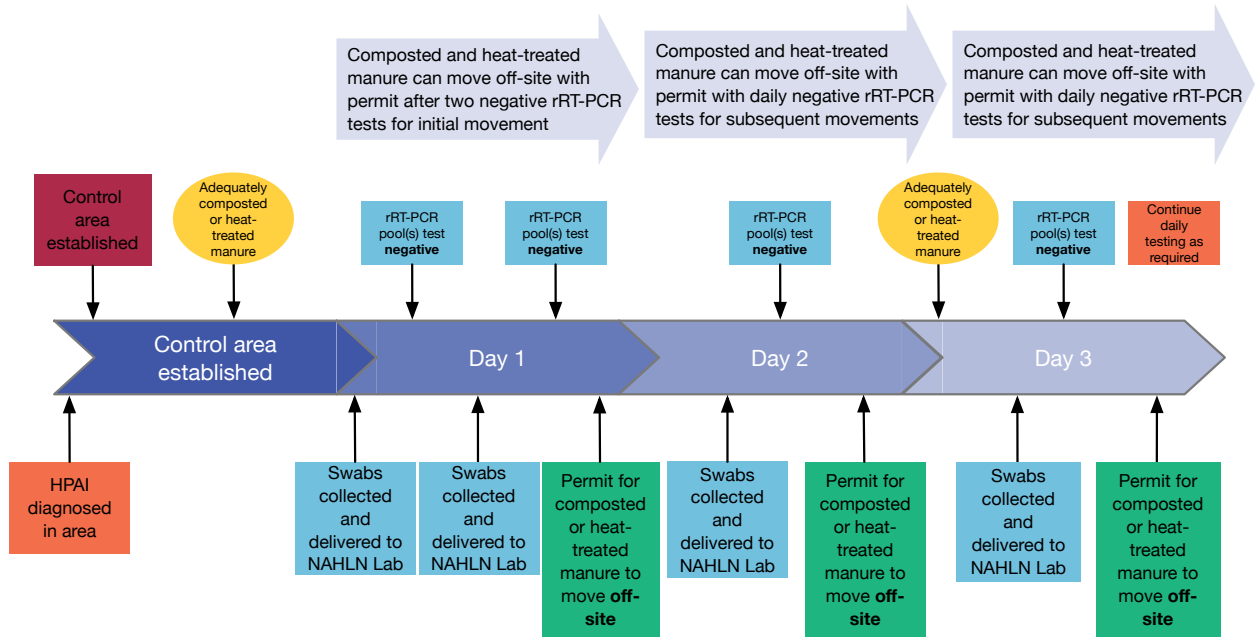 Composted and heat-treated
manure can move off-site with
permit after two negative rRT-PCR
tests for initial movement
Composted and heat-treated
manure can move off-site with
permit with daily negative rRT-PCR
tests for subsequent movements
Composted and heat-treated
manure can move off-site with
permit with daily negative rRT-PCR
tests for subsequent movements
Control
area
established
Adequately
composted
or heat-
treated
manure
rRT-PCR
pool(s) test
negative
rRT-PCR
pool(s) test
negative
rRT-PCR
pool(s) test
negative
Adequately
composted
or heat-
treated
manure
rRT-PCR
pool(s) test
negative
Continue
daily
testing as
required
Control area
established
Day 1
Day 2
Day 3
HPAI
diagnosed
in area
Swabs
collected
and
delivered to
NAHLN Lab
Swabs
collected
and
delivered to
NAHLN Lab
Permit for
composted
or heat-
treated
manure to
move off-
site
Swabs
collected
and
delivered to
NAHLN Lab
Permit for
composted
or heat-
treated
manure to
move off-
site
Swabs
collected
and
delivered to
NAHLN Lab
Permit for
composted
or heat-
treated
manure to
move off-
site